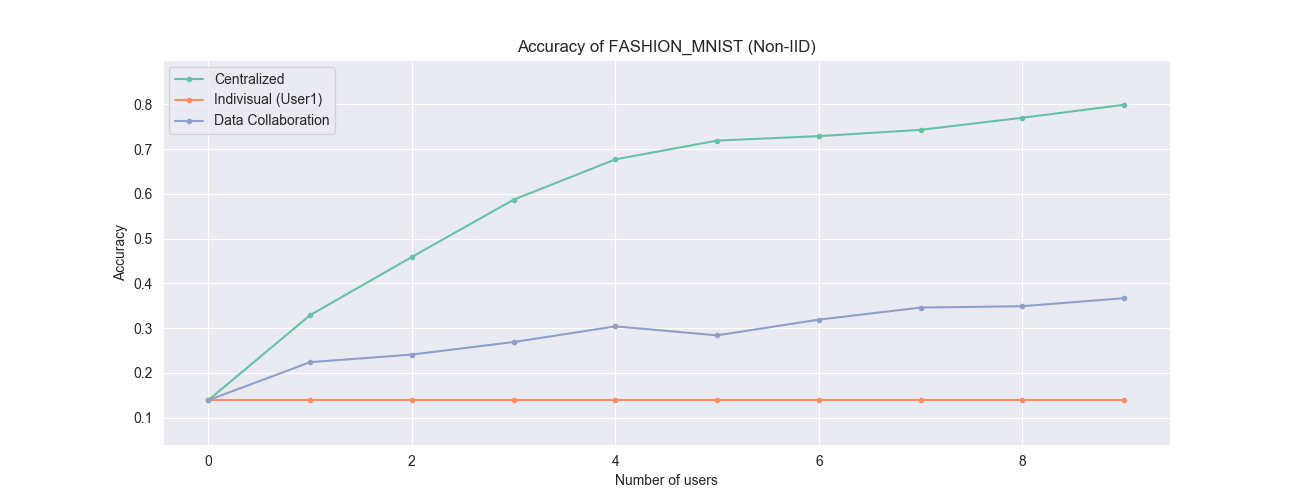 Accuracy of FASHION_MNIST (Non-IID)
Centralized
Indivisual (User1)
Data Collaboration
0.8
0.7
0.6
0.5
0.4
0.3
0.2
0.1
Accuracy
0 2 4 6 8
Number of users